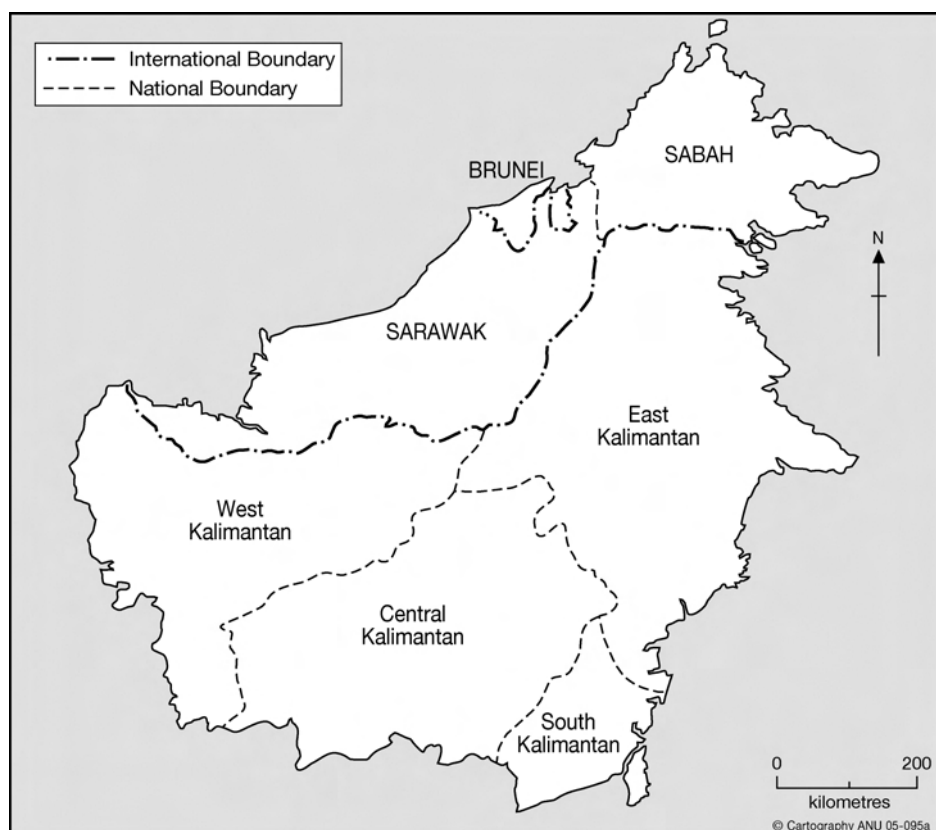 International Boundary
National Boundary
SABAH
BRUNEI
N
SARAWAK
East
Kalimantan
West
Kalimantan
Central
Kalimantan
South
Kalimantan
0 200
kilometres
© Cartography ANU 05-095a